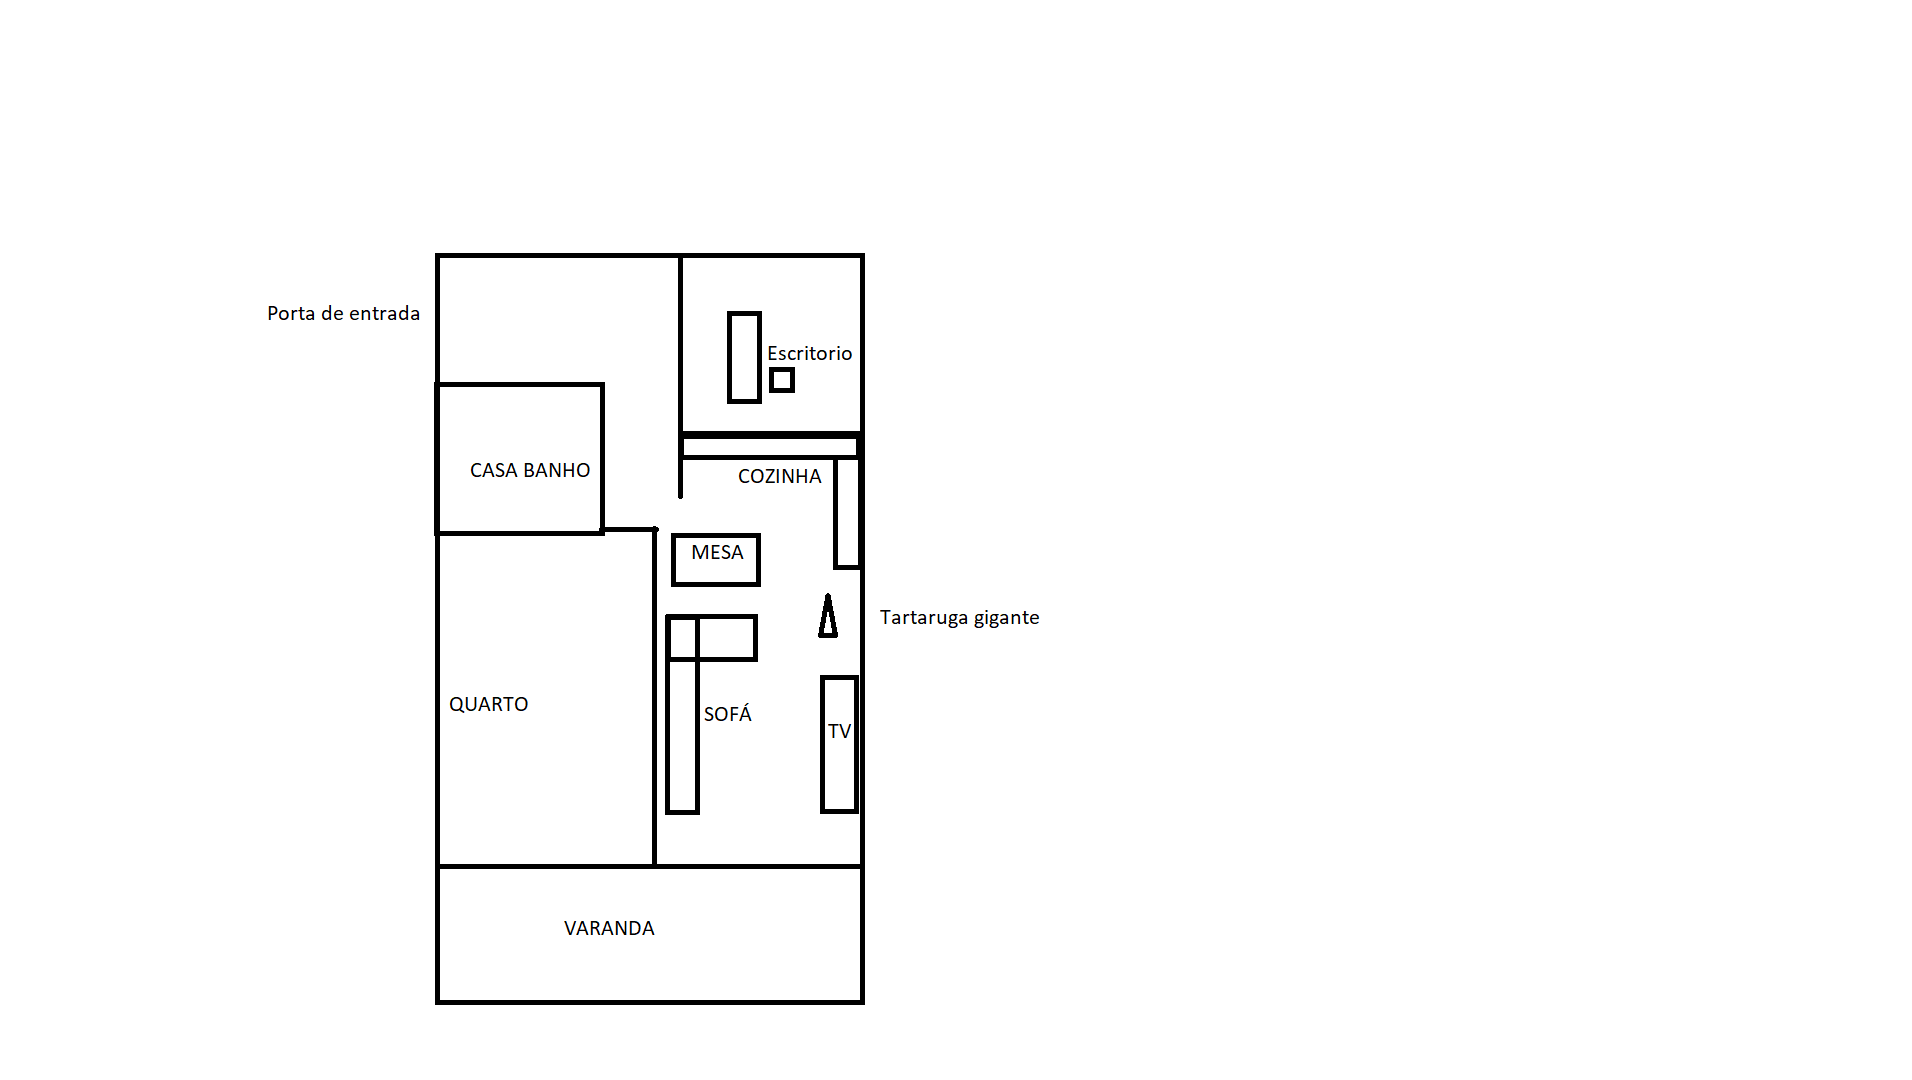 Porta de entrada
Escritorio
CASA BANHO
COZINHA
MESA
Tartaruga gigante
QUARTO
SOFÁ
TV
VARANDA